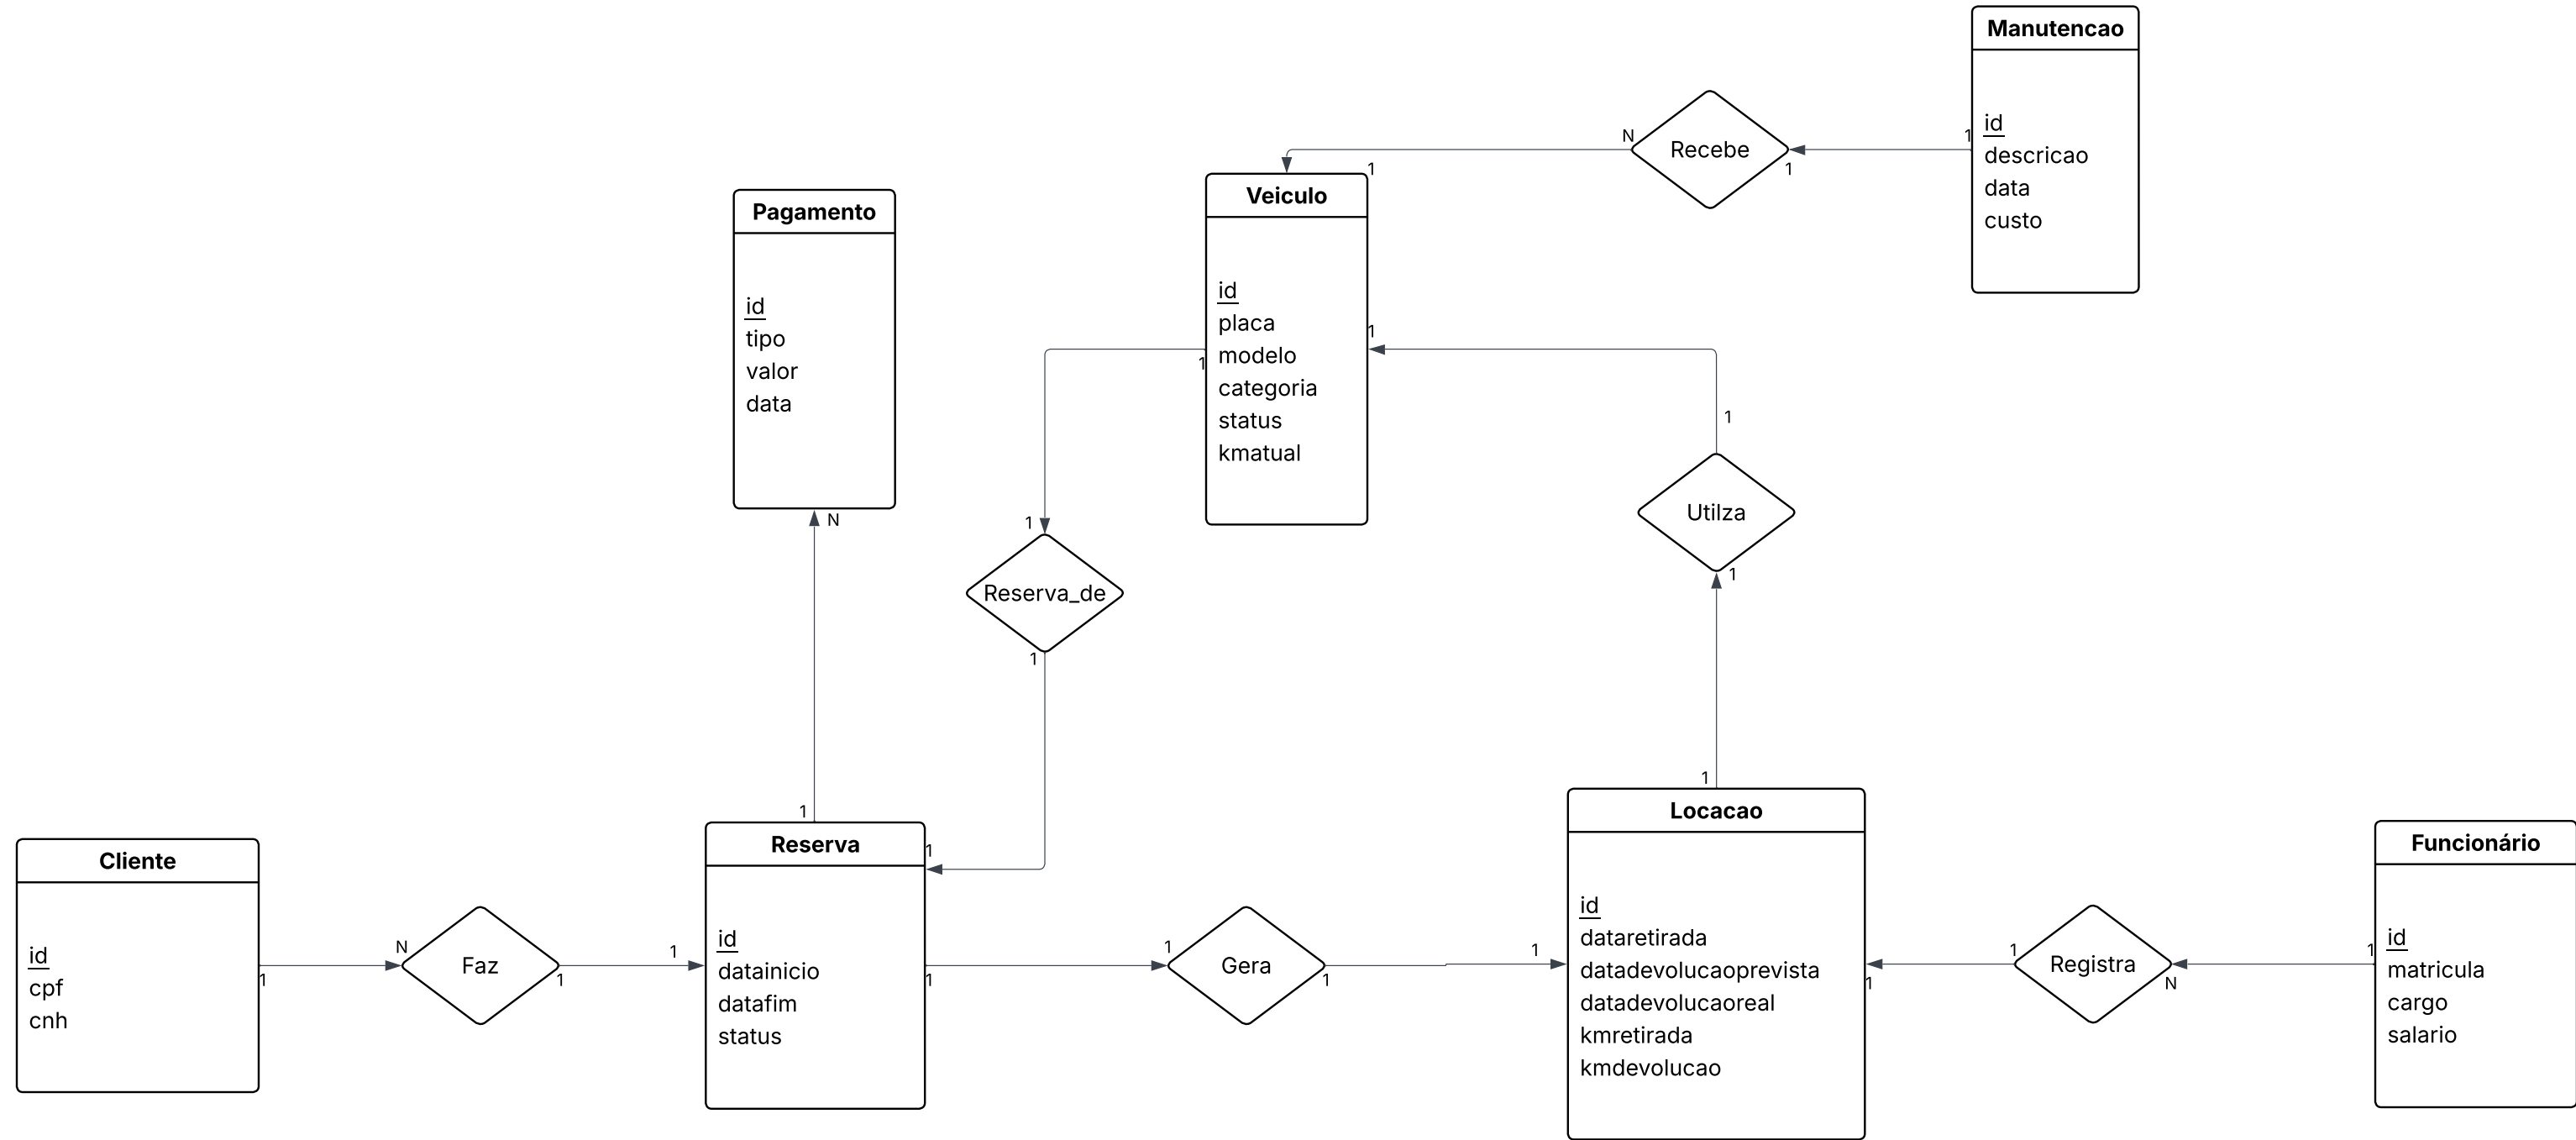 Manutencao
id
descricao
data
custo
1
1
Recebe
N
1
Veiculo
id
placa
modelo
categoria
status
kmatual
1
1
Pagamento
id
tipo
valor
data
N
1
1
Reserva_de
1
1
1
Utilza
1
1
Cliente
id
cpf
cnh
1
N
Faz
1
1
Reserva
id
datainicio
datafim
status
1
1
Gera
1
1
Locacao
id
dataretirada
datadevolucaoprevista
datadevolucaoreal
kmretirada
kmdevolucao
1
1
Registra
N
1
Funcionário
id
matricula
cargo
salario